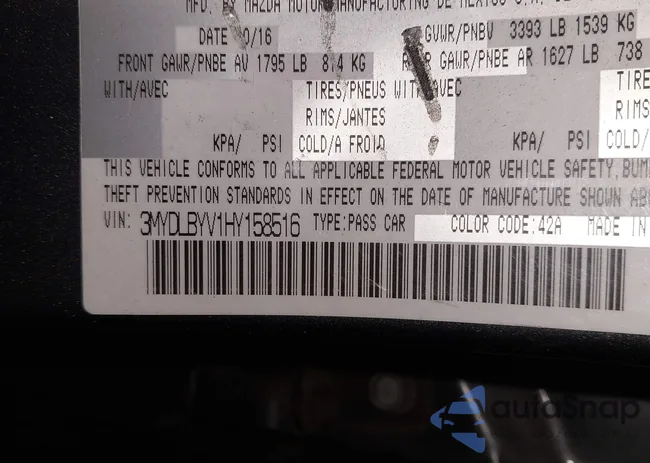 MFD. BY MAZDA MOTOR MANUFACTURING DE MEXICO S.A.
DATE 0/16 GVWR/PNBV 3393 LB 1539 KG
FRONT GAWR/PNBE AV 1795 LB 8.4 KG R R GAWR/PNBE AR 1627 LB 738
WITH/AVEC TIRES/PNEUS WITH/AVEC TIRES
RIMS/JANTES RIMS
KPA/ PSI COLD/A FROID KPA/ PSI COLD/
THIS VEHICLE CONFORMS TO ALL APPLICABLE FEDERAL MOTOR VEHICLE SAFETY, BUM
THEFT PREVENTION STANDARDS IN EFFECT ON THE DATE OF MANUFACTURE SHOWN AB
VIN: 3MYDLBYV1HY158516 TYPE:PASS CAR COLOR CODE:42A MADE IN
autoSnap